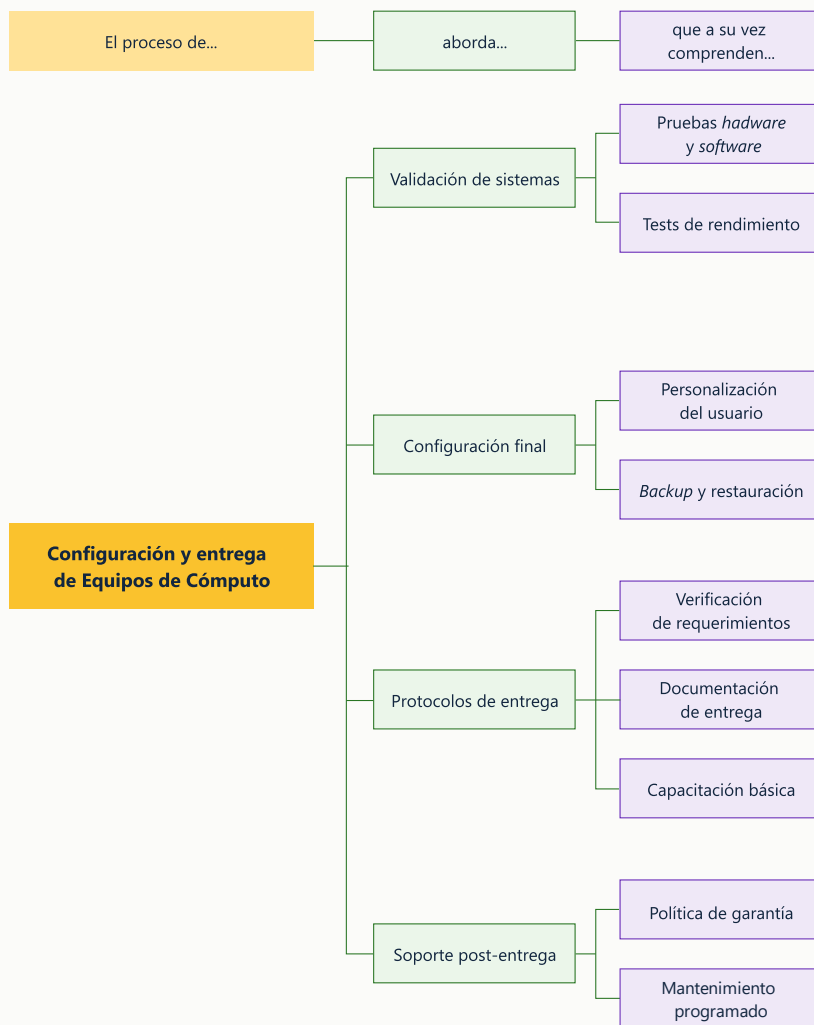 El proceso de...
aborda...
que a su vez
comprenden...
Pruebas hadware
y software
Validación de sistemas
Tests de rendimiento
Personalización
del usuario
Configuración final
Backup y restauración
Configuración y entrega
de Equipos de Cómputo
Verificación
de requerimientos
Protocolos de entrega
Documentación
de entrega
Capacitación básica
Política de garantía
Soporte post-entrega
Mantenimiento
programado